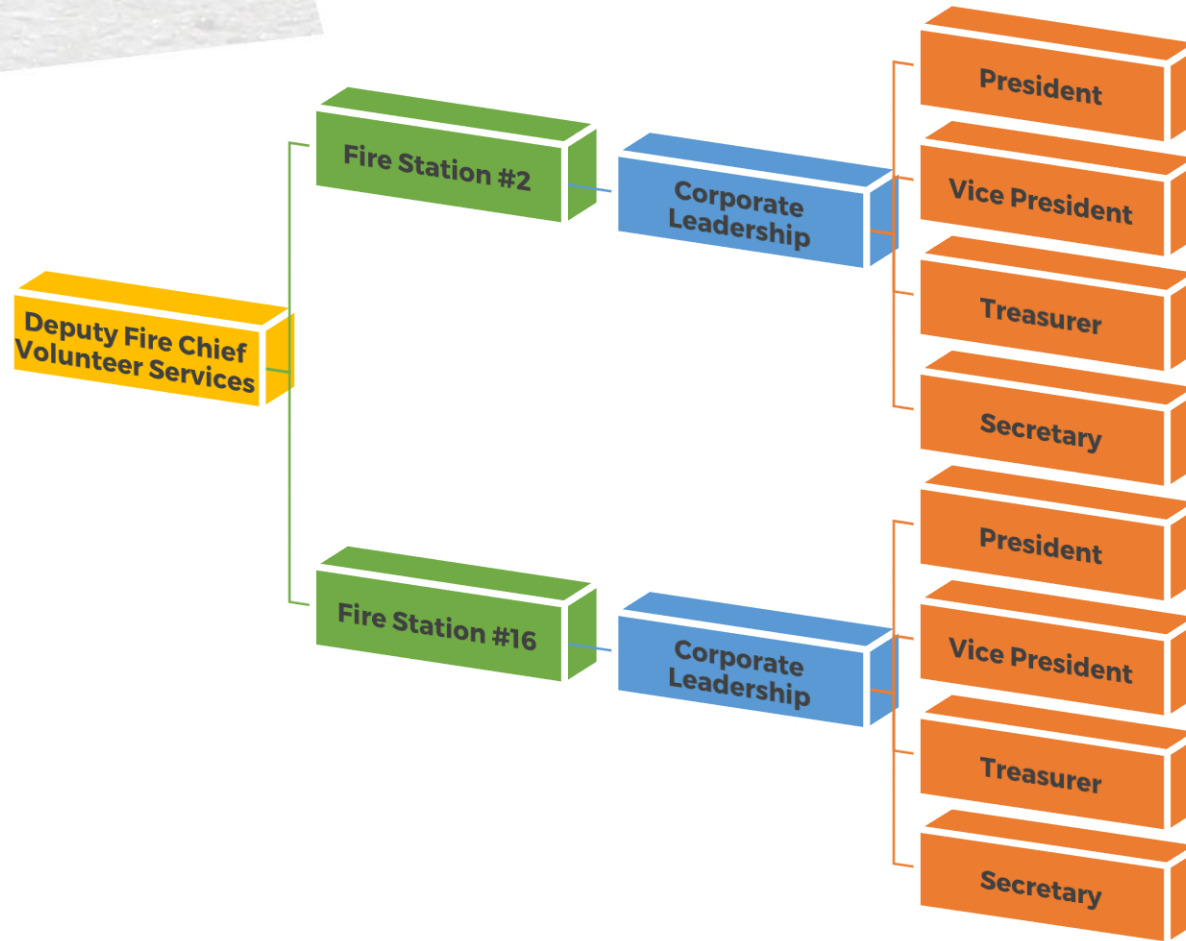 Deputy Fire Chief
Volunteer Services
Fire Station #2
Corporate
Leadership
President
Vice President
Treasurer
Secretary
Fire Station #16
Corporate
Leadership
President
Vice President
Treasurer
Secretary